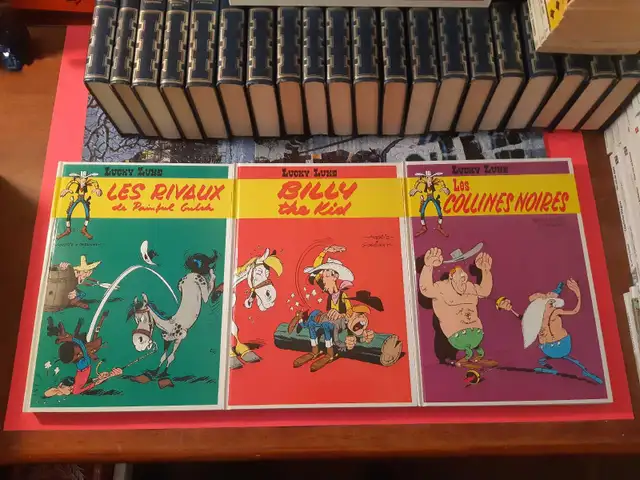 LUCKY LUKE
LES RIVAUX
de Painful Gulch
LUCKY LUKE
BILLY
the Kid
LUCKY LUKE
Les
COLLINES NOIRES